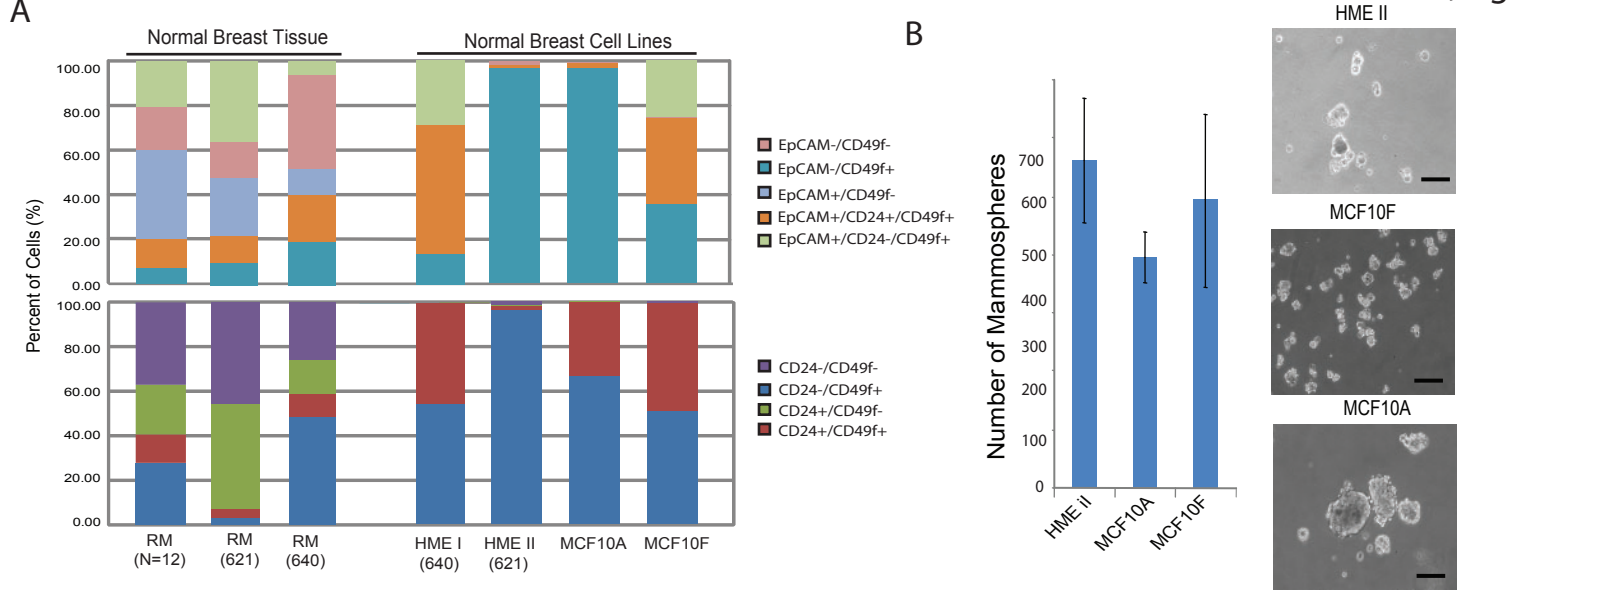 A
Normal Breast Tissue
Normal Breast Cell Lines
Percent of Cells (%)
100.00
80.00
60.00
40.00
20.00
0.00
EpCAM-/CD49f-
EpCAM-/CD49f+
EpCAM+/CD49f-
EpCAM+/CD24+/CD49f+
EpCAM+/CD24-/CD49f+
100.00
80.00
60.00
40.00
20.00
0.00
CD24-/CD49f-
CD24-/CD49f+
CD24+/CD49f-
CD24+/CD49f+
RM
(N=12)
RM
(621)
RM
(640)
HME I
(640)
HME II
(621)
MCF10A
MCF10F
B
Number of Mammospheres
700
600
500
400
300
200
100
0
HME iI
MCF10A
MCF10F
HME II
MCF10F
MCF10A